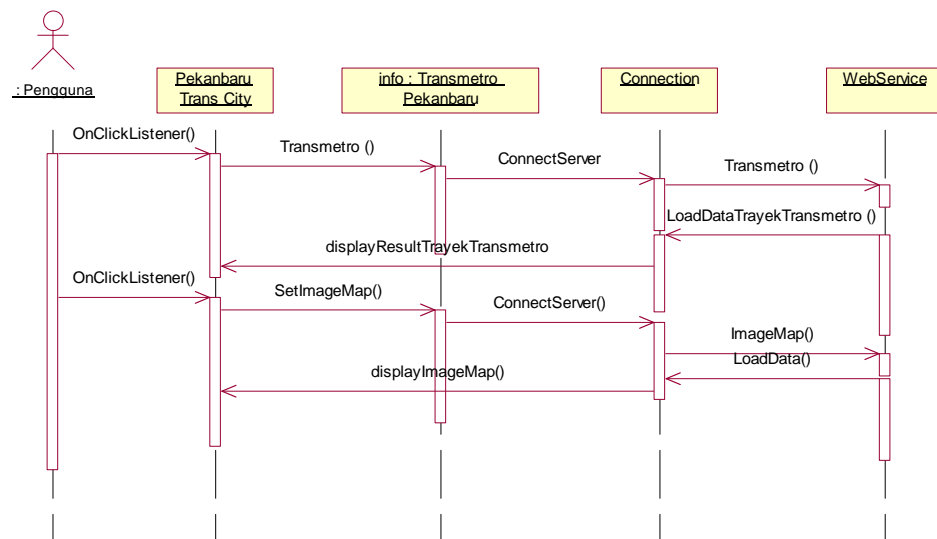 : Pengguna
Pekanbaru
Trans City
info : Transmetro
Pekanbaru
Connection
WebService
OnClickListener()
Transmetro ()
ConnectServer
Transmetro ()
LoadDataTrayekTransmetro ()
displayResultTrayekTransmetro
OnClickListener()
SetImageMap()
ConnectServer()
ImageMap()
LoadData()
displayImageMap()